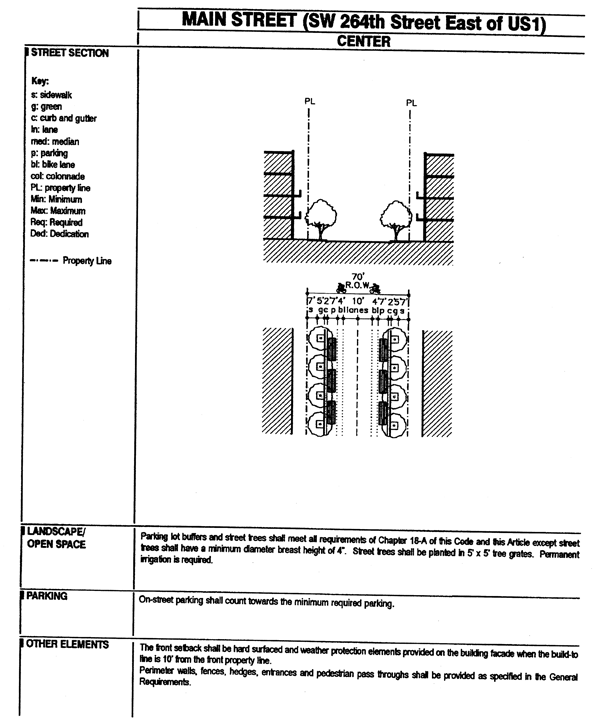 MAIN STREET (SW 264th Street East of US1)
CENTER
STREET SECTION
Key:
s: sidewalk
g: green
c: curb and gutter
ln: lane
med: median
p: parking
bl: bike lane
col: colonnade
PL: property line
Min: Minimum
Max: Maximum
Req: Required
Ded: Dedication
Property Line
PL PL
70'
R.O.W.
7' 5'2'7'4' 10' 4'7'2'5'7'
s gc p bllanes blp cgs
LANDSCAPE/
OPEN SPACE
Parking lot buffers and street trees shall meet all requirements of Chapter 18-A of this Code and this Article except street
trees shall have a minimum diameter breast height of 4". Street trees shall be planted in 5' x 5' tree grates. Permanent
irrigation is required.
PARKING
On-street parking shall count towards the minimum required parking.
OTHER ELEMENTS
The front setback shall be hard surfaced and weather protection elements provided on the building facade when the build-to
line is 10' from the front property line.
Perimeter walls, fences, hedges, entrances and pedestrian pass throughs shall be provided as specified in the General
Requirements.